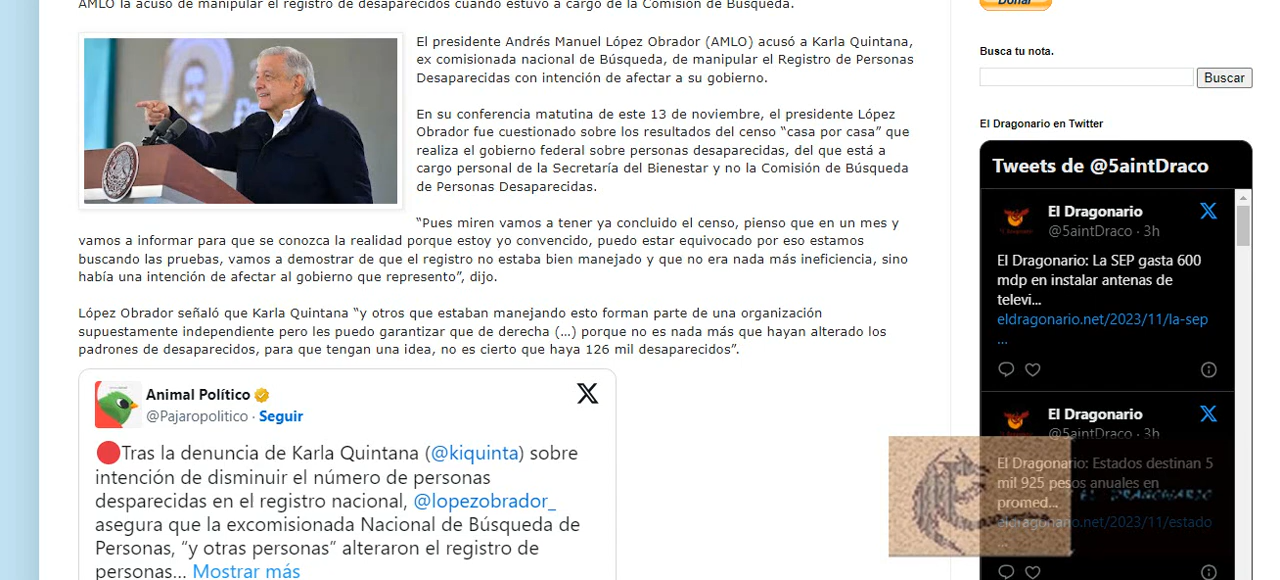 AMLO la acusó de manipular el registro de desaparecidos cuando estuvo a cargo de la Comisión de Búsqueda.
El presidente Andrés Manuel López Obrador (AMLO) acusó a Karla Quintana,
ex comisionada nacional de Búsqueda, de manipular el Registro de Personas
Desaparecidas con intención de afectar a su gobierno.
En su conferencia matutina de este 13 de noviembre, el presidente López
Obrador fue cuestionado sobre los resultados del censo “casa por casa” que
realiza el gobierno federal sobre personas desaparecidas, del que está a
cargo personal de la Secretaría del Bienestar y no la Comisión de Búsqueda
de Personas Desaparecidas.
“Pues miren vamos a tener ya concluido el censo, pienso que en un mes y
vamos a informar para que se conozca la realidad porque estoy yo convencido, puedo estar equivocado por eso estamos
buscando las pruebas, vamos a demostrar de que el registro no estaba bien manejado y que no era nada más ineficiencia, sino
había una intención de afectar al gobierno que represento”, dijo.
López Obrador señaló que Karla Quintana “y otros que estaban manejando esto forman parte de una organización
supuestamente independiente pero les puedo garantizar que de derecha (…) porque no es nada más que hayan alterado los
padrones de desaparecidos, para que tengan una idea, no es cierto que haya 126 mil desaparecidos”.
Animal Político
@Pajaropolitico · Seguir
Tras la denuncia de Karla Quintana (@kiquinta) sobre
intención de disminuir el número de personas
desparecidas en el registro nacional, @lopezobrador_
asegura que la excomisionada Nacional de Búsqueda de
Personas, “y otras personas” alteraron el registro de
personas... Mostrar más
Donar
Busca tu nota.
Buscar
El Dragonario en Twitter
Tweets de @5aintDraco
El Dragonario
@5aintDraco · 3h
El Dragonario: La SEP gasta 600
mdp en instalar antenas de
televi...
eldragonario.net/2023/11/la-sep
...
El Dragonario
@5aintDraco · 3h
El Dragonario: Estados destinan 5
mil 925 pesos anuales en
promed...
eldragonario.net/2023/11/estado
...
EL DRAGONARIO